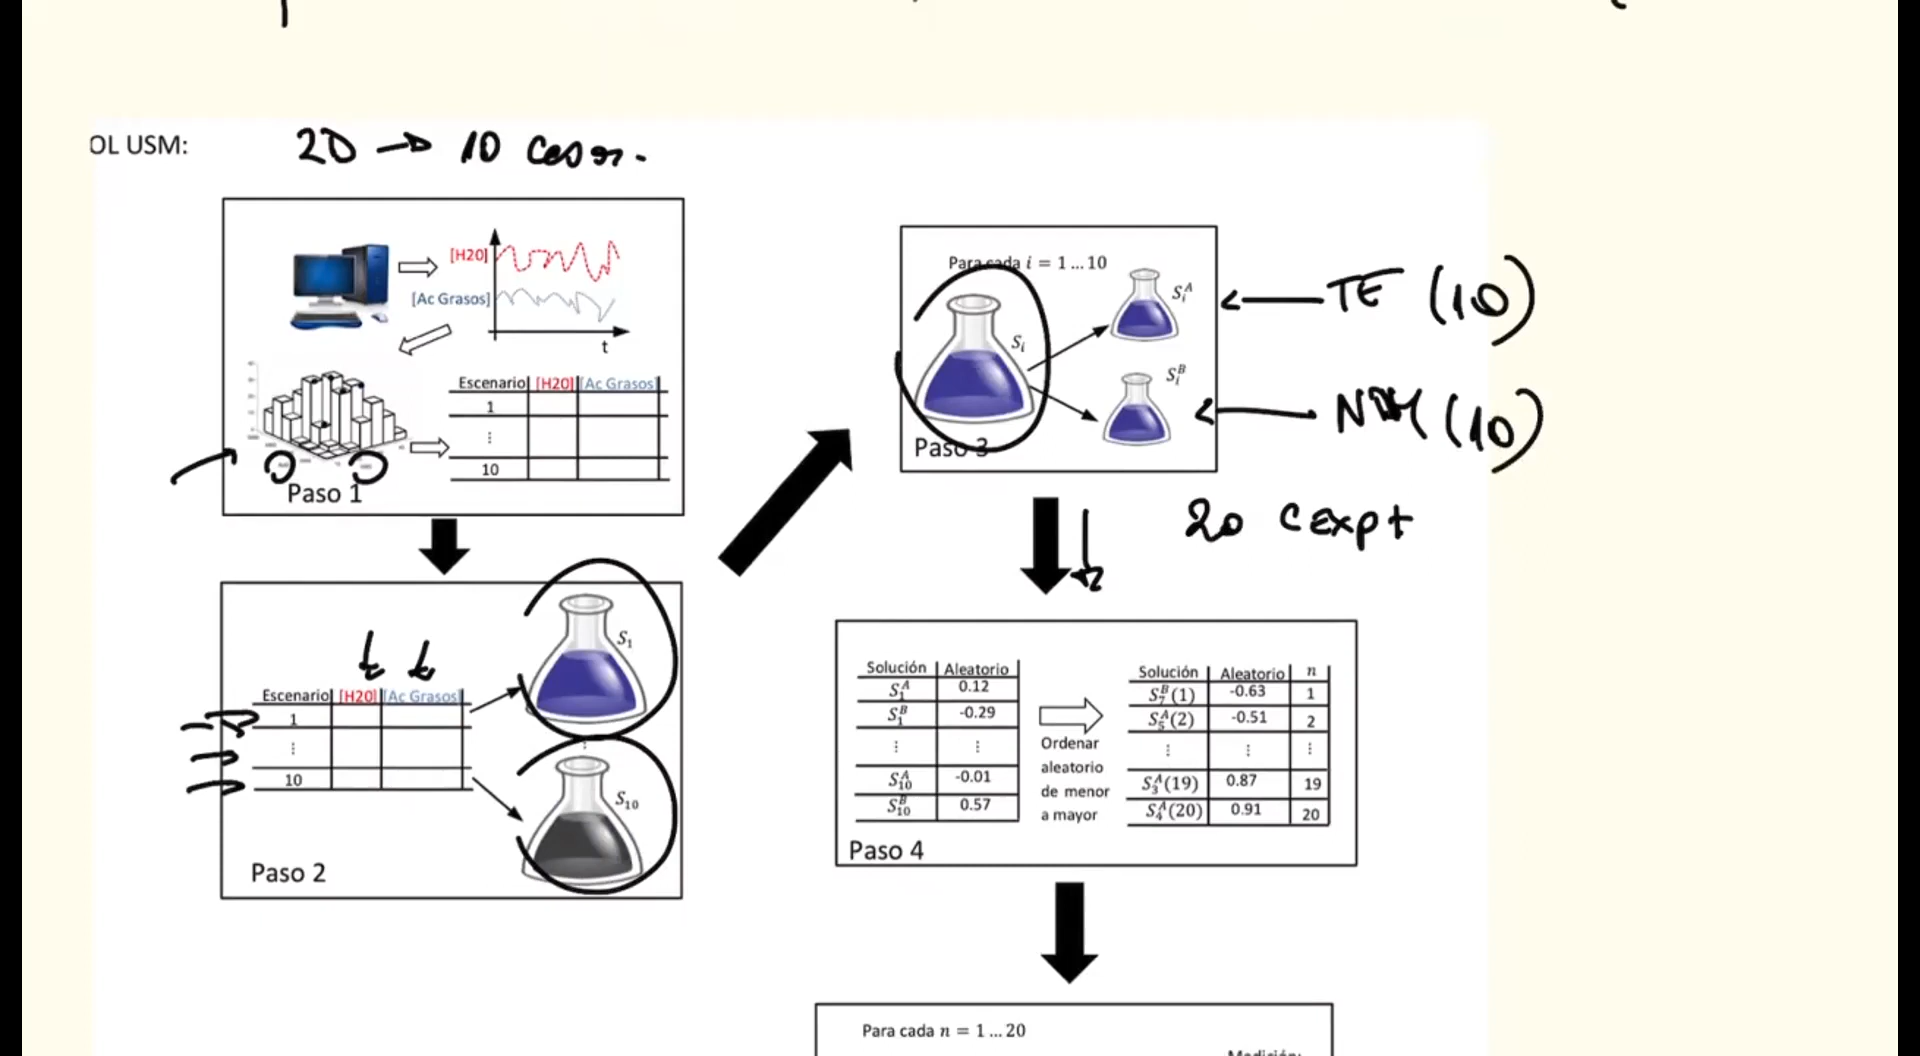 OL USM:
20 → 10 casos.
[H20]
[Ac Grasos]
t
Escenario [H20] [Ac Grasos]
1
⋮
10
Paso 1
Escenario [H20] [Ac Grasos]
1
⋮
10
S₁
⋮
S₁₀
Paso 2
Para cada i = 1 … 10
Sᵢ
Sᵢᴬ
Sᵢᴮ
Paso 3
TE (10)
(10)
20 C expt
Solución Aleatorio
S₁ᴬ 0.12
S₁ᴮ -0.29
⋮ ⋮
S₁₀ᴬ -0.01
S₁₀ᴮ 0.57
Ordenar
aleatorio
de menor
a mayor
Solución Aleatorio n
S₇ᴮ(1) -0.63 1
S₅ᴬ(2) -0.51 2
⋮ ⋮ ⋮
S₃ᴬ(19) 0.87 19
S₄ᴬ(20) 0.91 20
Paso 4
Para cada n = 1 … 20